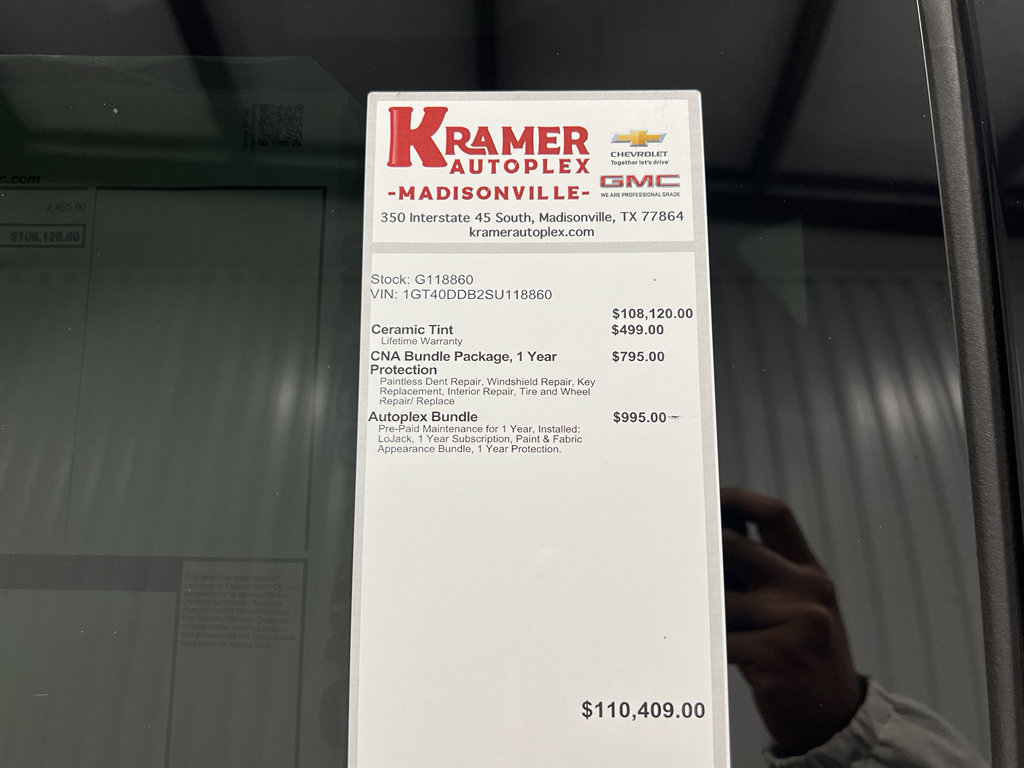 KRAMER
AUTOPLEX
-MADISONVILLE-
CHEVROLET
Together let's drive
GMC
WE ARE PROFESSIONAL GRADE
350 Interstate 45 South, Madisonville, TX 77864
kramerautoplex.com
Stock: G118860
VIN: 1GT40DDB2SU118860
$108,120.00
Ceramic Tint $499.00
Lifetime Warranty
CNA Bundle Package, 1 Year $795.00
Protection
Paintless Dent Repair, Windshield Repair, Key
Replacement, Interior Repair, Tire and Wheel
Repair/ Replace
Autoplex Bundle $995.00
Pre-Paid Maintenance for 1 Year, Installed:
LoJack, 1 Year Subscription, Paint & Fabric
Appearance Bundle, 1 Year Protection.
$110,409.00
c.com
2,495.00
$108,120.00